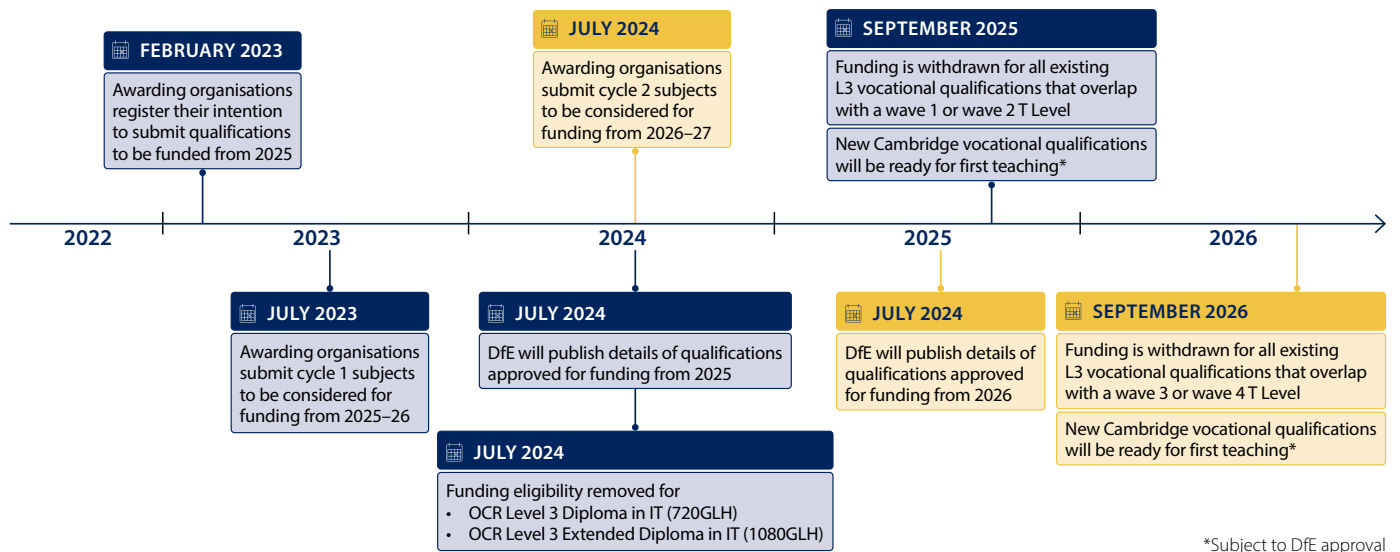 FEBRUARY 2023
Awarding organisations
register their intention
to submit qualifications
to be funded from 2025
JULY 2024
Awarding organisations
submit cycle 2 subjects
to be considered for
funding from 2026–27
SEPTEMBER 2025
Funding is withdrawn for all existing
L3 vocational qualifications that overlap
with a wave 1 or wave 2 T Level
New Cambridge vocational qualifications
will be ready for first teaching*
2022 2023 2024 2025 2026
JULY 2023
Awarding organisations
submit cycle 1 subjects
to be considered for
funding from 2025–26
JULY 2024
DfE will publish details of qualifications
approved for funding from 2025
JULY 2024
Funding eligibility removed for
• OCR Level 3 Diploma in IT (720GLH)
• OCR Level 3 Extended Diploma in IT (1080GLH)
JULY 2024
DfE will publish details of
qualifications approved
for funding from 2026
SEPTEMBER 2026
Funding is withdrawn for all existing
L3 vocational qualifications that overlap
with a wave 3 or wave 4 T Level
New Cambridge vocational qualifications
will be ready for first teaching*
*Subject to DfE approval